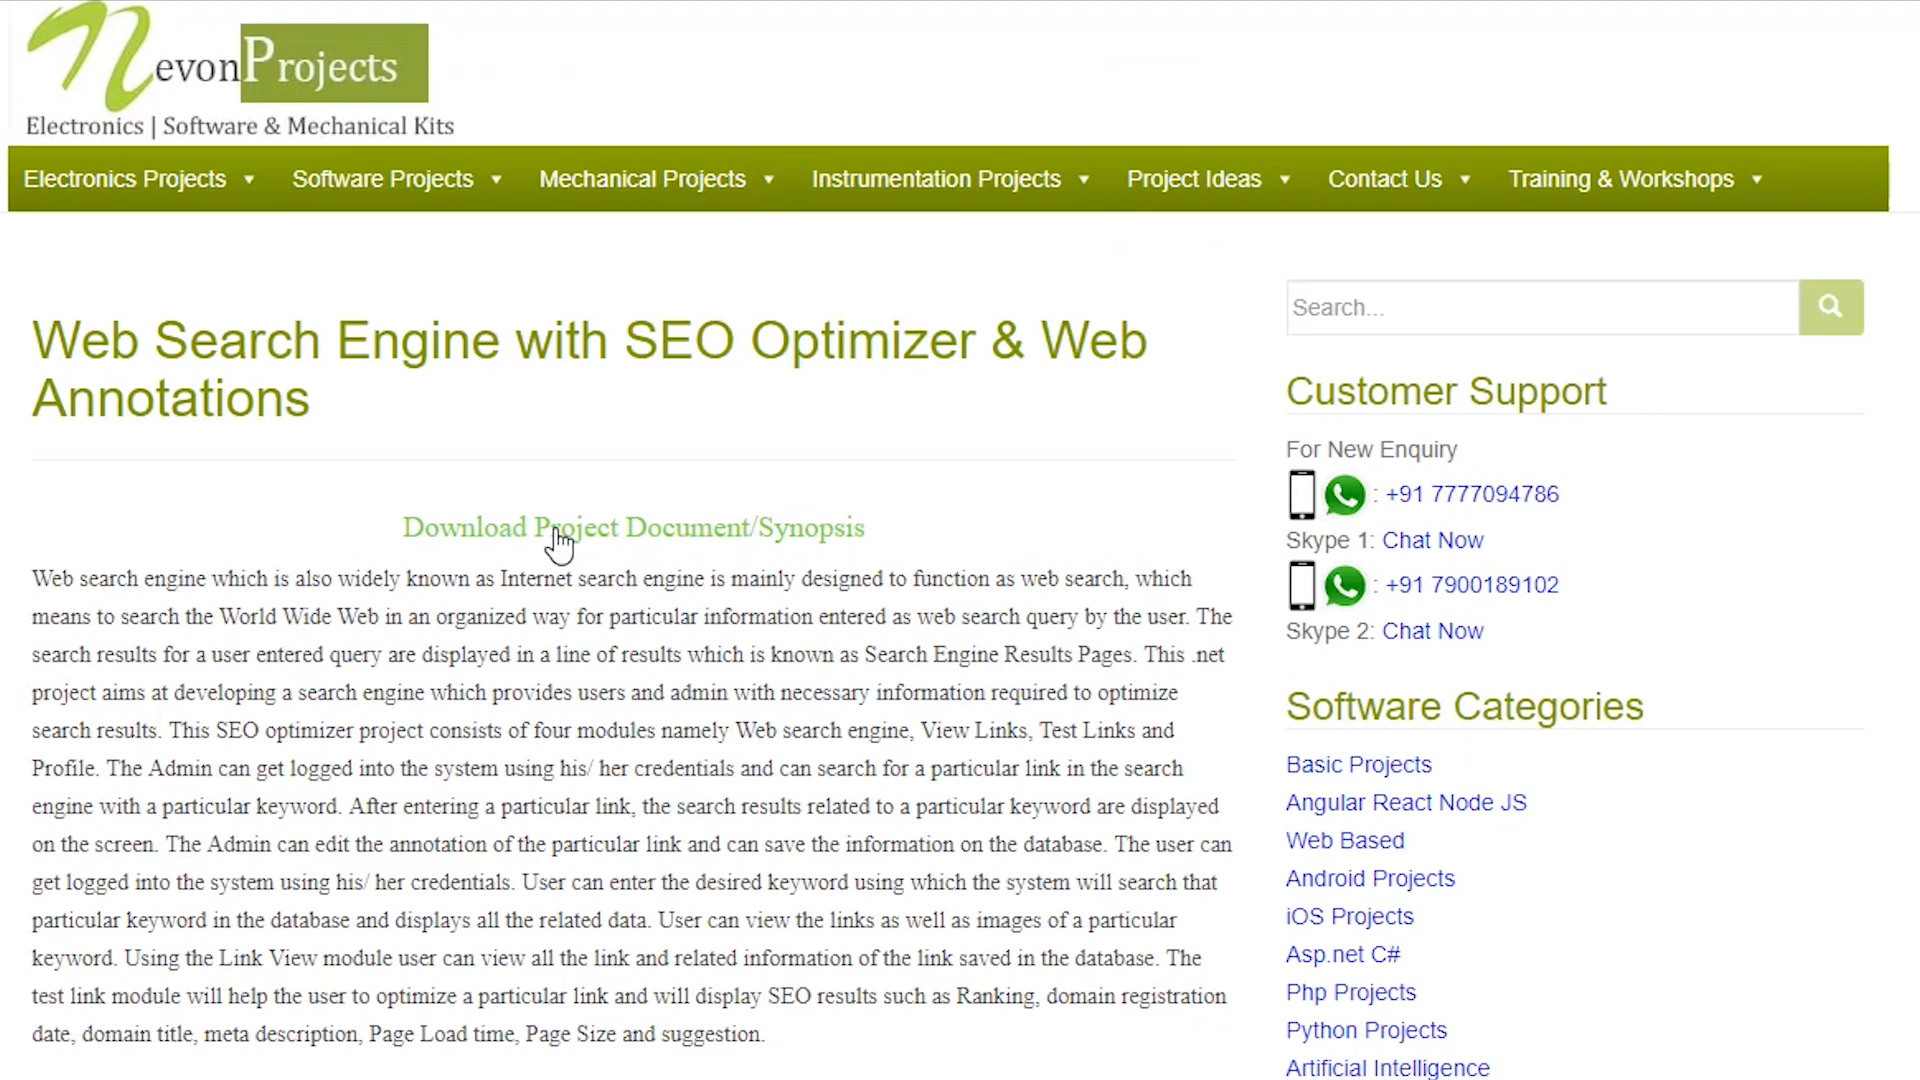 NevonProjects
Electronics | Software & Mechanical Kits
Electronics Projects Software Projects Mechanical Projects Instrumentation Projects Project Ideas Contact Us Training & Workshops
Web Search Engine with SEO Optimizer & Web
Annotations
Download Project Document/Synopsis
Web search engine which is also widely known as Internet search engine is mainly designed to function as web search, which
means to search the World Wide Web in an organized way for particular information entered as web search query by the user. The
search results for a user entered query are displayed in a line of results which is known as Search Engine Results Pages. This .net
project aims at developing a search engine which provides users and admin with necessary information required to optimize
search results. This SEO optimizer project consists of four modules namely Web search engine, View Links, Test Links and
Profile. The Admin can get logged into the system using his/ her credentials and can search for a particular link in the search
engine with a particular keyword. After entering a particular link, the search results related to a particular keyword are displayed
on the screen. The Admin can edit the annotation of the particular link and can save the information on the database. The user can
get logged into the system using his/ her credentials. User can enter the desired keyword using which the system will search that
particular keyword in the database and displays all the related data. User can view the links as well as images of a particular
keyword. Using the Link View module user can view all the link and related information of the link saved in the database. The
test link module will help the user to optimize a particular link and will display SEO results such as Ranking, domain registration
date, domain title, meta description, Page Load time, Page Size and suggestion.
Search...
Customer Support
For New Enquiry
: +91 7777094786
Skype 1: Chat Now
: +91 7900189102
Skype 2: Chat Now
Software Categories
Basic Projects
Angular React Node JS
Web Based
Android Projects
iOS Projects
Asp.net C#
Php Projects
Python Projects
Artificial Intelligence